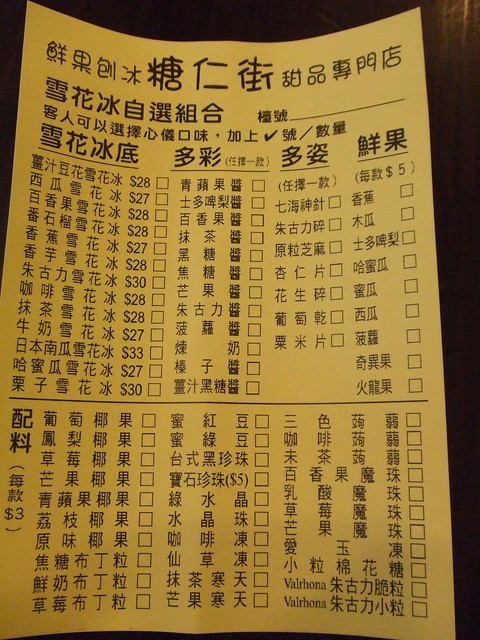 鮮果刨冰 糖仁街 甜品專門店
雪花冰自選組合 檯號
客人可以選擇心儀口味，加上✔號／數量
雪花冰底
薑汁豆花雪花冰 $28 □
西瓜雪花冰 $27 □
百香果雪花冰 $28 □
番石榴雪花冰 $28 □
香蕉雪花冰 $27 □
香芋雪花冰 $28 □
朱古力雪花冰 $30 □
咖啡雪花冰 $28 □
抹茶雪花冰 $28 □
牛奶雪花冰 $27 □
日本南瓜雪花冰 $33 □
哈蜜瓜雪花冰 $27 □
栗子雪花冰 $30 □
多彩(任擇一款)
青蘋果醬 □
士多啤梨醬 □
百香果醬 □
抹茶醬 □
黑糖醬 □
焦糖醬 □
芒果醬 □
朱古力醬 □
菠蘿醬 □
煉奶 □
榛子醬 □
薑汁黑糖醬 □
多姿
(任擇一款)
七海神針 □
朱古力碎 □
原粒芝麻 □
杏仁片 □
花生碎 □
葡萄乾 □
粟米片 □
鮮果
(每款$5)
香蕉 □
木瓜 □
士多啤梨 □
哈蜜瓜 □
蜜瓜 □
西瓜 □
菠蘿 □
奇異果 □
火龍果 □
配料（每款$3）
葡萄椰果 □
鳳梨椰果 □
草莓椰果 □
芒果椰果 □
青蘋果椰果 □
荔枝椰果 □
原味椰果 □
焦糖布丁粒 □
鮮奶布丁粒 □
草莓布丁粒 □
蜜紅豆 □
蜜綠豆 □
台式黑珍珠 □
寶石珍珠($5) □
綠水晶 □
水晶珠 □
咖啡凍 □
仙草凍 □
抹茶寒天 □
芒果寒天 □
三色蒟蒻 □
咖啡蒟蒻 □
未茶蒟蒻 □
百香果魔珠 □
乳酸魔珠 □
草莓魔珠 □
芒果魔珠 □
愛玉凍 □
小粒棉花糖 □
Valrhona 朱古力脆粒 □
Valrhona 朱古力小粒 □